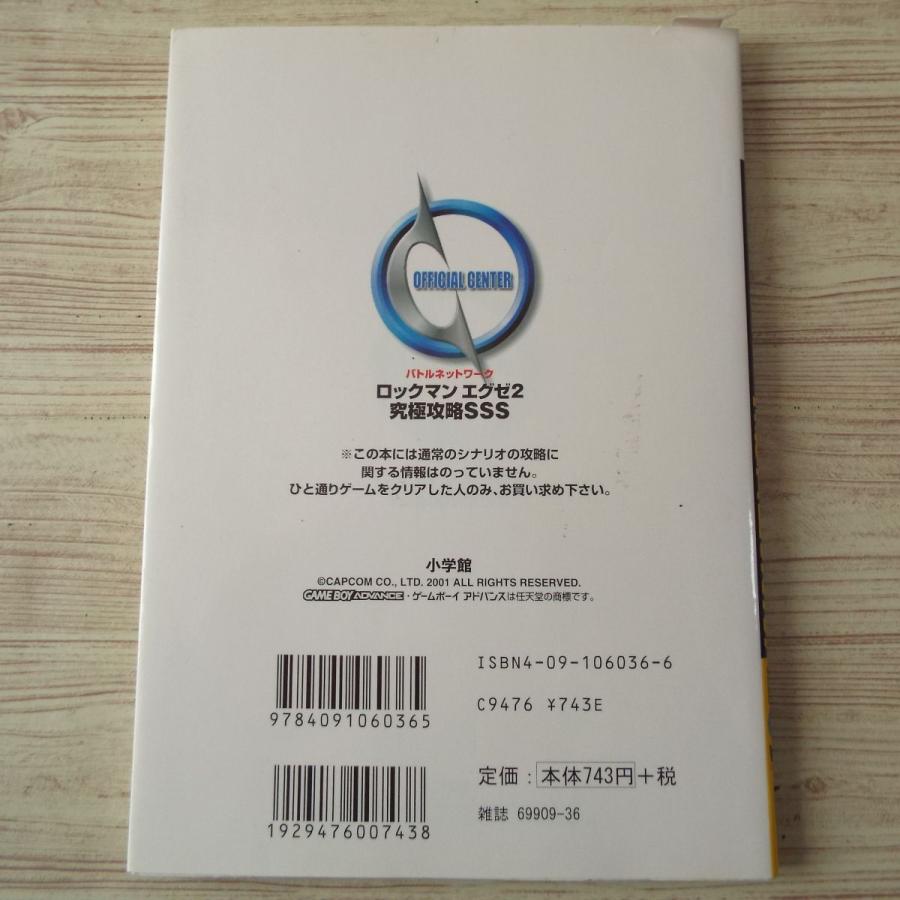 OFFICIAL CENTER
バトルネットワーク
ロックマン エグゼ2
究極攻略SSS
※この本には通常のシナリオの攻略に
関する情報はのっていません。
ひと通りゲームをクリアした人のみ、お買い求め下さい。
小学館
©CAPCOM CO., LTD. 2001 ALL RIGHTS RESERVED.
GAME BOY ADVANCE・ゲームボーイ アドバンスは任天堂の商標です。
ISBN4-09-106036-6
9784091060365
C9476 ¥743E
定価：本体743円+税
1929476007438
雑誌 69909-36